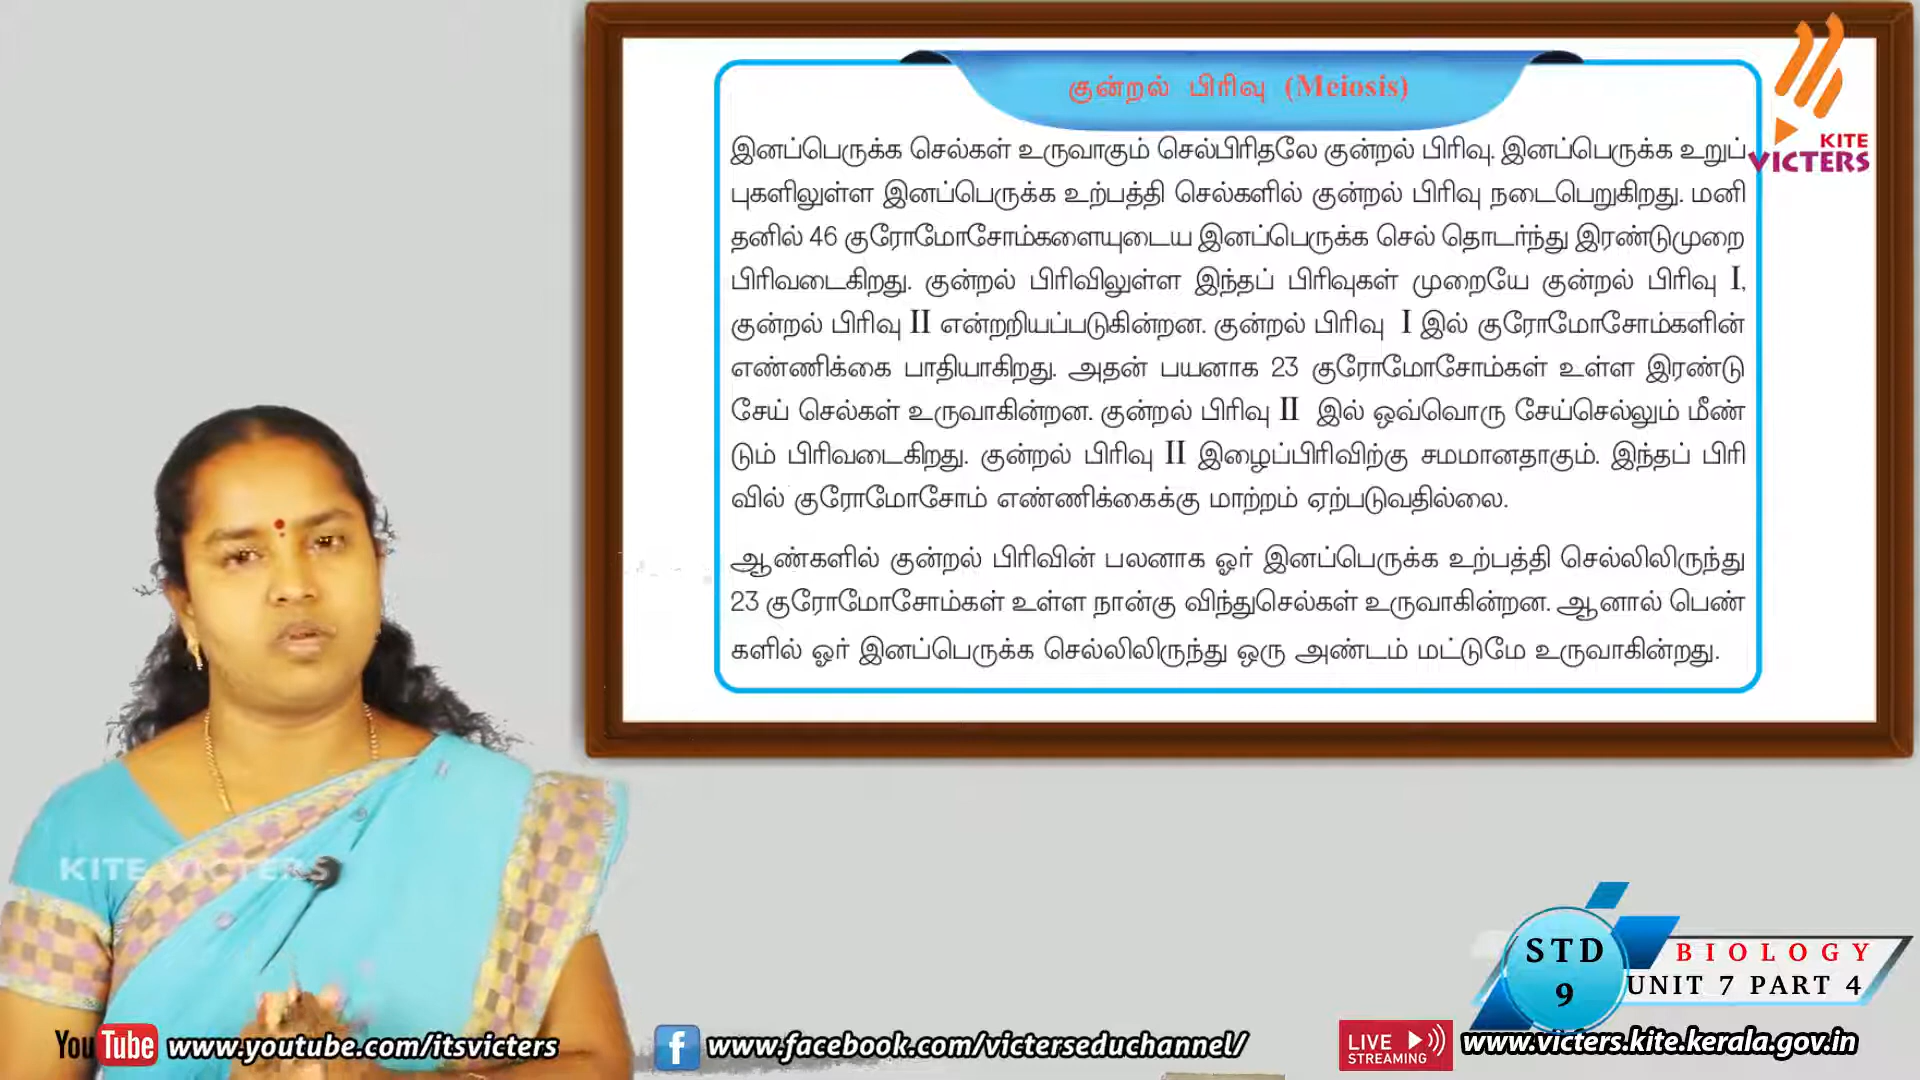 குன்றல் பிரிவு (Meiosis)
இனப்பெருக்க செல்கள் உருவாகும் செல்பிரிதலே குன்றல் பிரிவு. இனப்பெருக்க உறுப்
புகளிலுள்ள இனப்பெருக்க உற்பத்தி செல்களில் குன்றல் பிரிவு நடைபெறுகிறது. மனி
தனில் 46 குரோமோசோம்களையுடைய இனப்பெருக்க செல் தொடர்ந்து இரண்டுமுறை
பிரிவடைகிறது. குன்றல் பிரிவிலுள்ள இந்தப் பிரிவுகள் முறையே குன்றல் பிரிவு I,
குன்றல் பிரிவு II என்றறியப்படுகின்றன. குன்றல் பிரிவு I இல் குரோமோசோம்களின்
எண்ணிக்கை பாதியாகிறது. அதன் பயனாக 23 குரோமோசோம்கள் உள்ள இரண்டு
சேய் செல்கள் உருவாகின்றன. குன்றல் பிரிவு II இல் ஒவ்வொரு சேய்செல்லும் மீண்
டும் பிரிவடைகிறது. குன்றல் பிரிவு II இழைப்பிரிவிற்கு சமமானதாகும். இந்தப் பிரி
வில் குரோமோசோம் எண்ணிக்கைக்கு மாற்றம் ஏற்படுவதில்லை.
ஆண்களில் குன்றல் பிரிவின் பலனாக ஓர் இனப்பெருக்க உற்பத்தி செல்லிலிருந்து
23 குரோமோசோம்கள் உள்ள நான்கு விந்துசெல்கள் உருவாகின்றன. ஆனால் பெண்
களில் ஓர் இனப்பெருக்க செல்லிலிருந்து ஒரு அண்டம் மட்டுமே உருவாகின்றது.
KITE
VICTERS
KITE VICTERS
STD
9
BIOLOGY
UNIT 7 PART 4
YouTube www.youtube.com/itsvicters
f www.facebook.com/victerseduchannel/
LIVE
STREAMING
www.victers.kite.kerala.gov.in